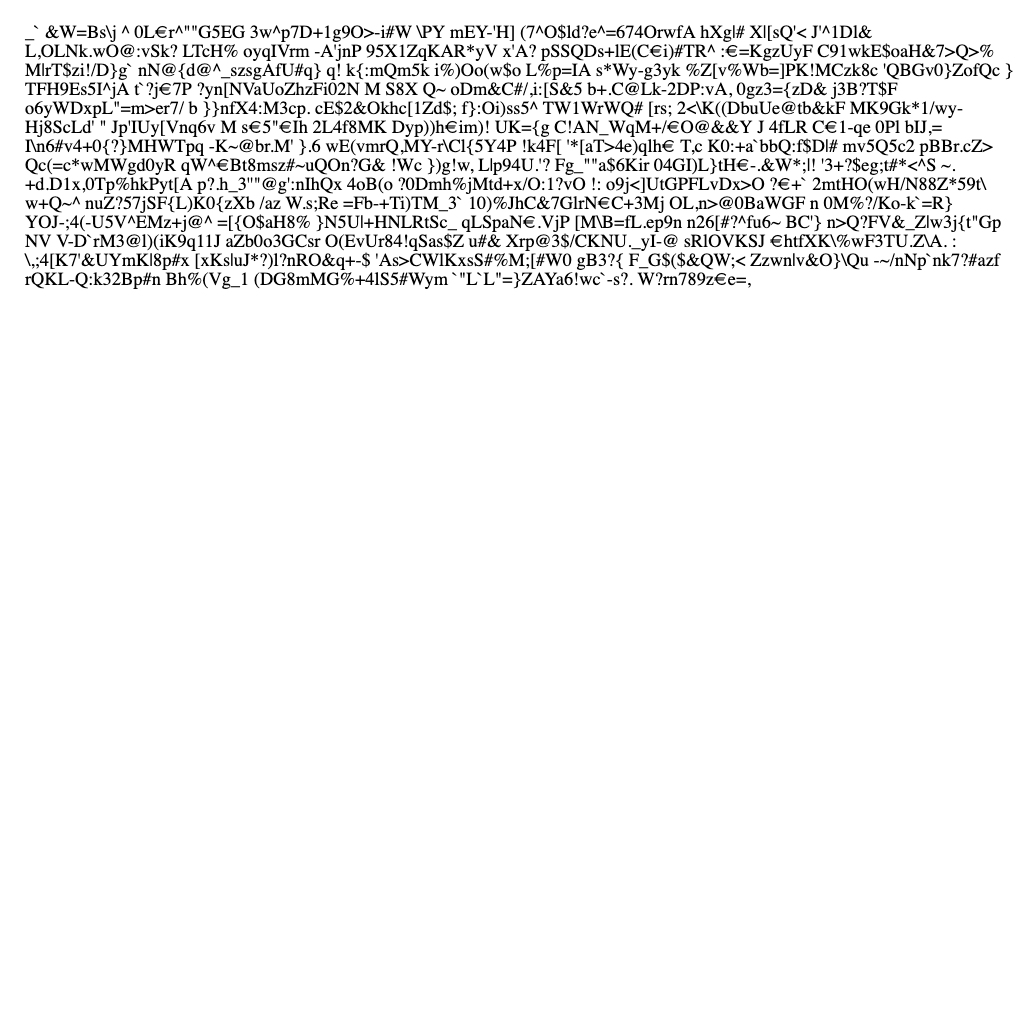 _` &W=Bs\j ^ 0L€r^""G5EG 3w^p7D+1g9O>-i#W \PY mEY-'H] (7^O$ld?e^=674OrwfA hXg|# X|[sQ'< J'^1Dl&
L,OLNk.wO@:vSk? LTcH% oyqIVrm -A'jnP 95X1ZqKAR*yV x'A? pSSQDs+lE(C€i)#TR^ :€=KgzUyF C91wkE$oaH&7>Q>%
M|rT$zi!/D}g` nN@{d@^_szsgAfU#q} q! k{:mQm5k i%)Oo(w$o L%p=IA s*Wy-g3yk %Z[v%Wb=]PK!MCzk8c 'QBGv0}ZofQc }
TFH9Es5I^jA t`?j€7P ?yn[NVaUoZhzFi02N M S8X Q~ oDm&C#/,i:[S&5 b+.C@Lk-2DP:vA, 0gz3={zD& j3B?T$F
o6yWDxpL"=m>er7/ b }}nfX4:M3cp. cE$2&Okhc[1Zd$; f}:Oi)ss5^ TW1WrWQ# [rs; 2<\K((DbuUe@tb&kF MK9Gk*1/wy-
Hj8ScLd' " Jp'IUy[Vnq6v M s€5"€Ih 2L4f8MK Dyp))h€im)! UK={g C!AN_WqM+/€O@&&Y J 4fLR C€1-qe 0Pl bIJ,=
I\n6#v4+0{?}MHWTpq -K~@br.M' }.6 wE(vmrQ,MY-r\Cl{5Y4P !k4F[ '*[aT>4e)qlh€ T,c K0:+a`bbQ:f$D|# mv5Q5c2 pBBr.cZ>
Qc(=c*wMWgd0yR qW^€Bt8msz#~uQOn?G& !Wc })g!w, L|p94U.'? Fg_""a$6Kir 04GI)L}tH€-.&W*;|! '3+?$eg;t#*<^S ~.
+d.D1x,0Tp%hkPyt[A p?.h_3"'"@g':nIhQx 4oB(o ?0Dmh%jMtd+x/O:1?vO !: o9j<]UtGPFLvDx>O ?€+` 2mtHO(wH/N88Z*59t\
w+Q~^ nuZ?57jSF{L)K0{zXb /az W.s;Re =Fb-+Ti)TM_3` 10)%JhC&7GlrN€C+3Mj OL,n>@0BaWGF n 0M%?/Ko-k`=R}
YOJ-;4(-U5V^EMz+j@^ =[{O$aH8% }N5U|+HNLRtSc_ qLSpaN€.VjP [M\B=fL.ep9n n26[#?^fu6~ BC"} n>Q?FV&_Z|w3j{t"Gp
NV V-D`rM3@l)(iK9q11J aZb0o3GCsr O(EvUr84!qSas$Z u#& Xrp@3$/CKNU._yI-@ sRlOVKSJ €htfXK\%wF3TU.Z\A. :
\,;4[K7'&UYmK|8p#x [xKs|uJ*?)l?nRO&q+-$ 'As>CWlKxsS#%M;[#W0 gB3?{ F_G$($&QW;< Zzwn|v&O}\Qu -~/nNp`nk7?#azf
rQKL-Q:k32Bp#n Bh%(Vg_1 (DG8mMG%+4lS5#Wym `"L`L"=}ZAYa6!wc`-s?. W?rn789z€e=,